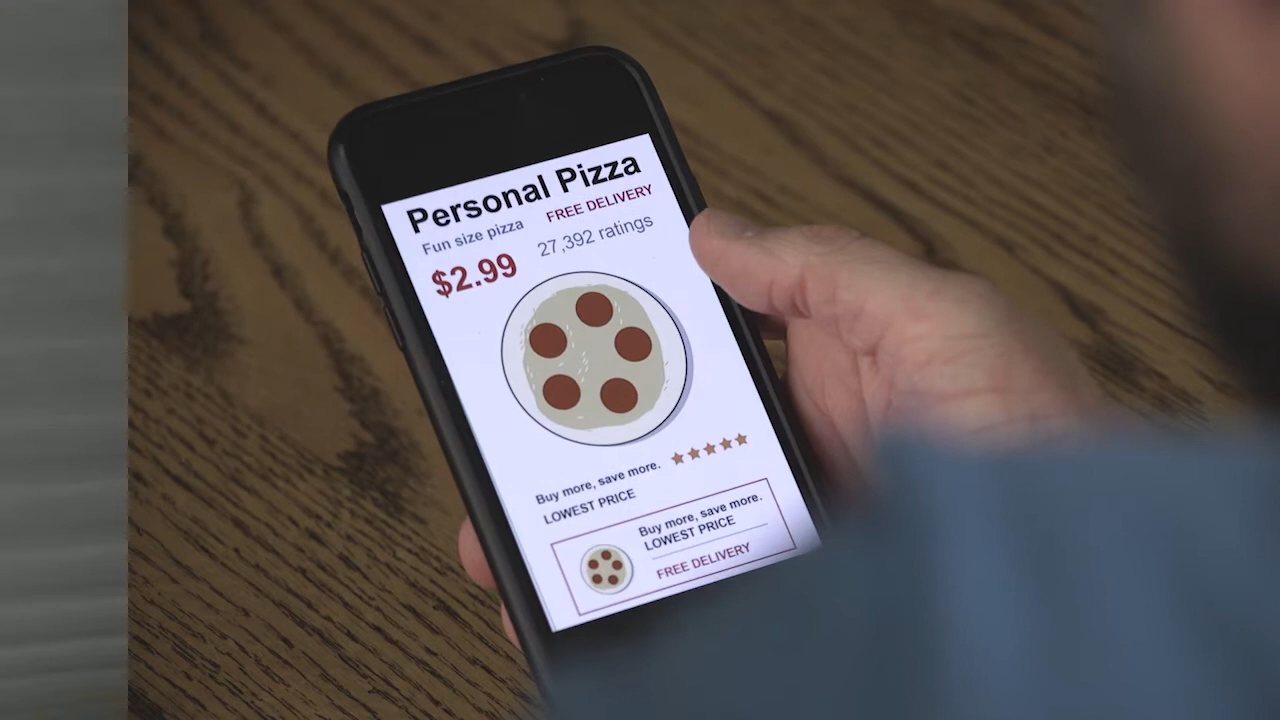 Personal Pizza
Fun size pizza
FREE DELIVERY
$2.99
27,392 ratings
Buy more, save more.
LOWEST PRICE
Buy more, save more.
LOWEST PRICE
FREE DELIVERY